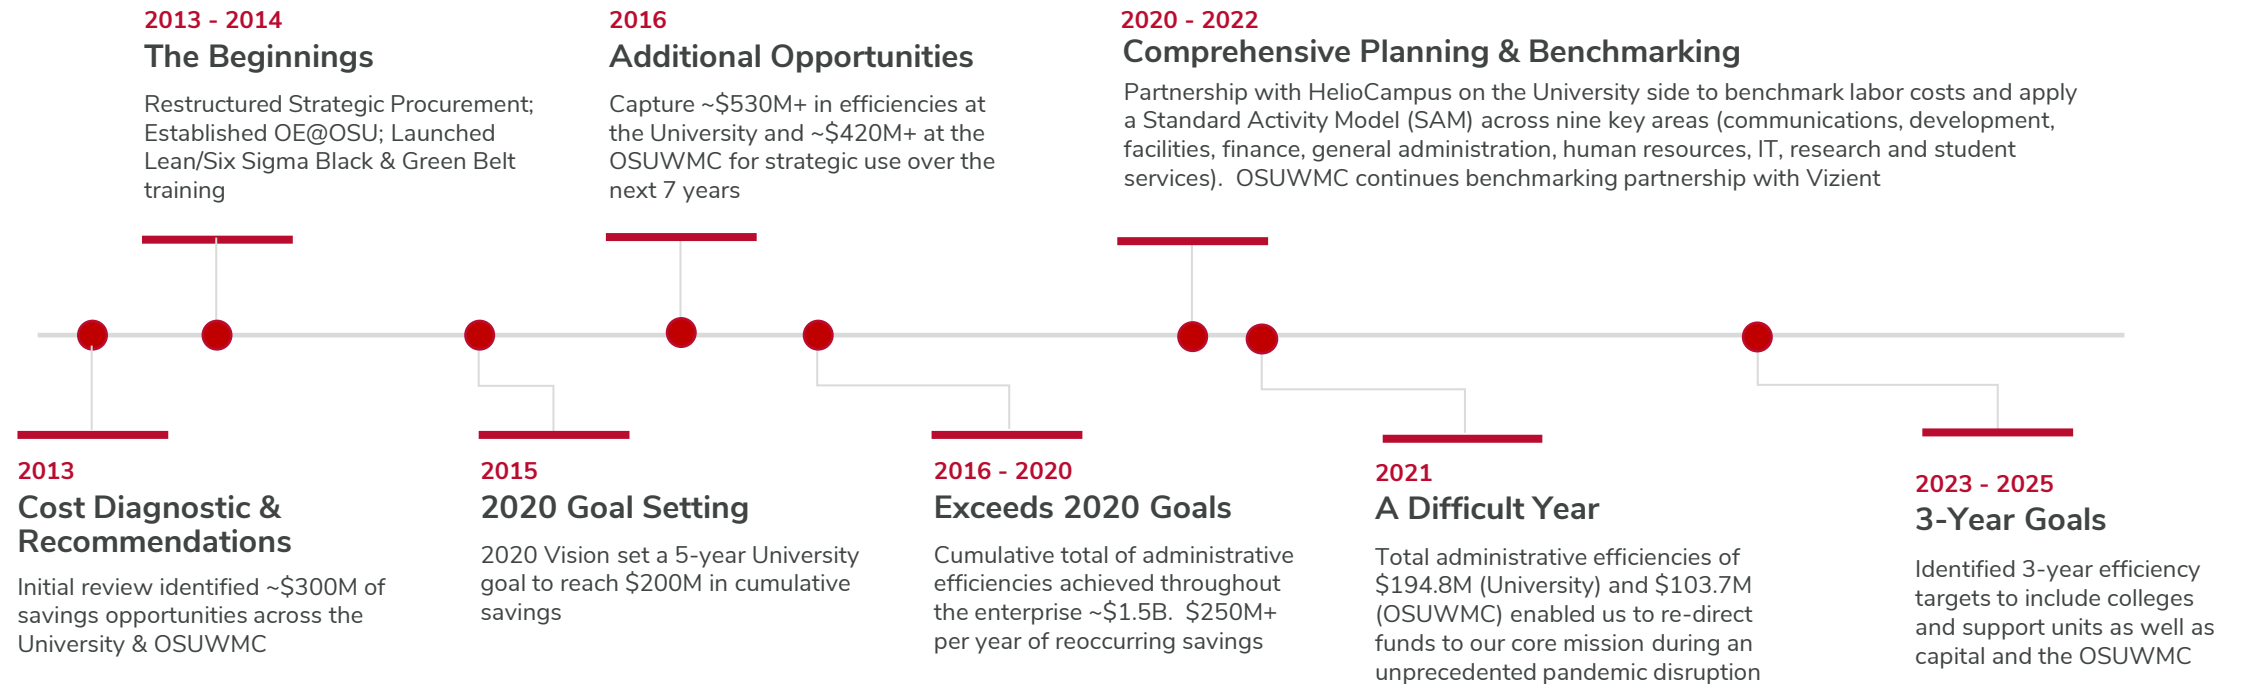 2013 - 2014
The Beginnings
Restructured Strategic Procurement;
Established OE@OSU; Launched
Lean/Six Sigma Black & Green Belt
training
2016
Additional Opportunities
Capture ~$530M+ in efficiencies at
the University and ~$420M+ at the
OSUWMC for strategic use over the
next 7 years
2020 - 2022
Comprehensive Planning & Benchmarking
Partnership with HelioCampus on the University side to benchmark labor costs and apply
a Standard Activity Model (SAM) across nine key areas (communications, development,
facilities, finance, general administration, human resources, IT, research and student
services).  OSUWMC continues benchmarking partnership with Vizient
2013
Cost Diagnostic &
Recommendations
Initial review identified ~$300M of
savings opportunities across the
University & OSUWMC
2015
2020 Goal Setting
2020 Vision set a 5-year University
goal to reach $200M in cumulative
savings
2016 - 2020
Exceeds 2020 Goals
Cumulative total of administrative
efficiencies achieved throughout
the enterprise ~$1.5B.  $250M+
per year of reoccurring savings
2021
A Difficult Year
Total administrative efficiencies of
$194.8M (University) and $103.7M
(OSUWMC) enabled us to re-direct
funds to our core mission during an
unprecedented pandemic disruption
2023 - 2025
3-Year Goals
Identified 3-year efficiency
targets to include colleges
and support units as well as
capital and the OSUWMC